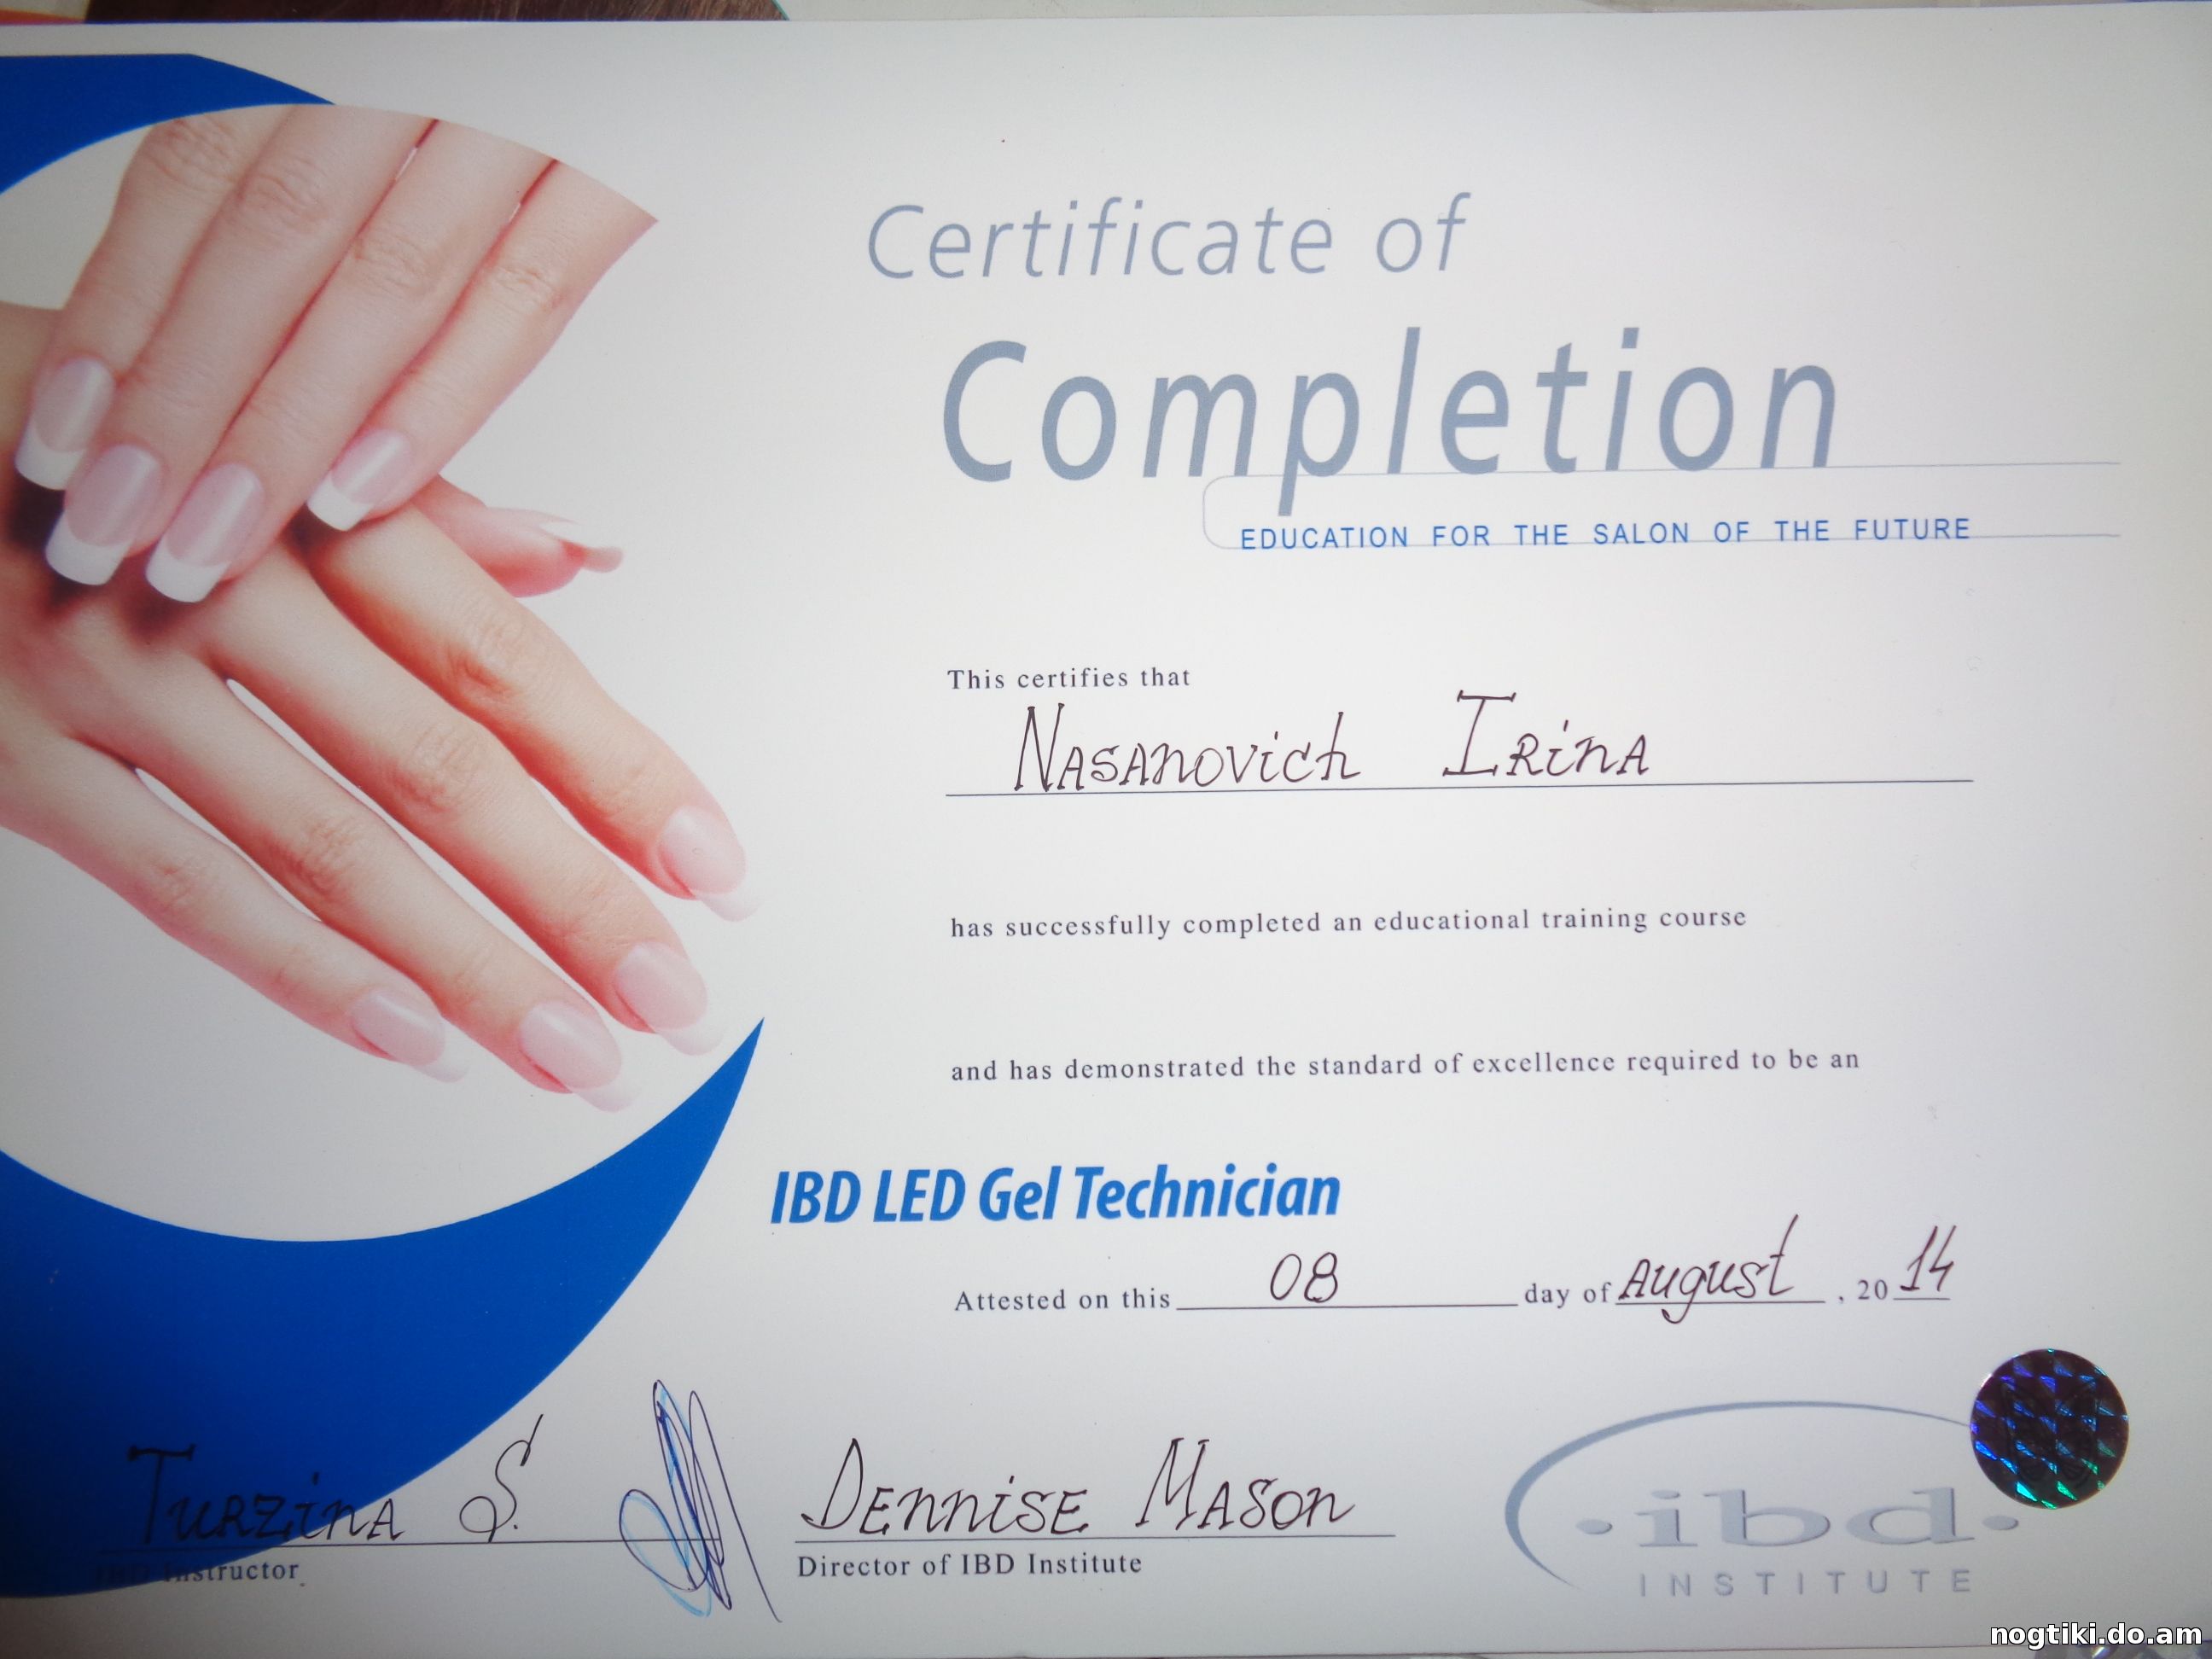 Certificate of
Completion
EDUCATION FOR THE SALON OF THE FUTURE
This certifies that
Nasanovich Irina
has successfully completed an educational training course
and has demonstrated the standard of excellence required to be an
IBD LED Gel Technician
Attested on this 08 day of August, 2014
Turzina S. Dennise Mason
IBD Instructor Director of IBD Institute
ibd
INSTITUTE
nogtiki.do.am